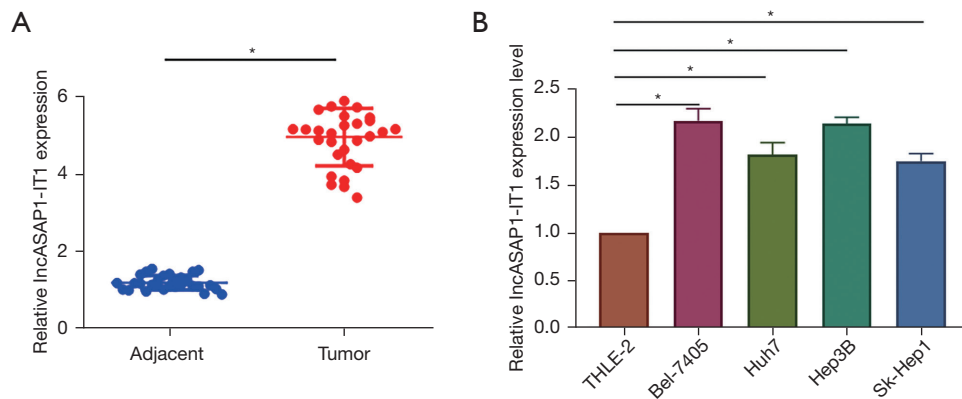 A
*
Relative lncASAP1-IT1 expression
6
4
2
0
Adjacent
Tumor
B
*
*
*
*
Relative lncASAP1-IT1 expression level
2.5
2.0
1.5
1.0
0.5
0.0
THLE-2
Bel-7405
Huh7
Hep3B
Sk-Hep1